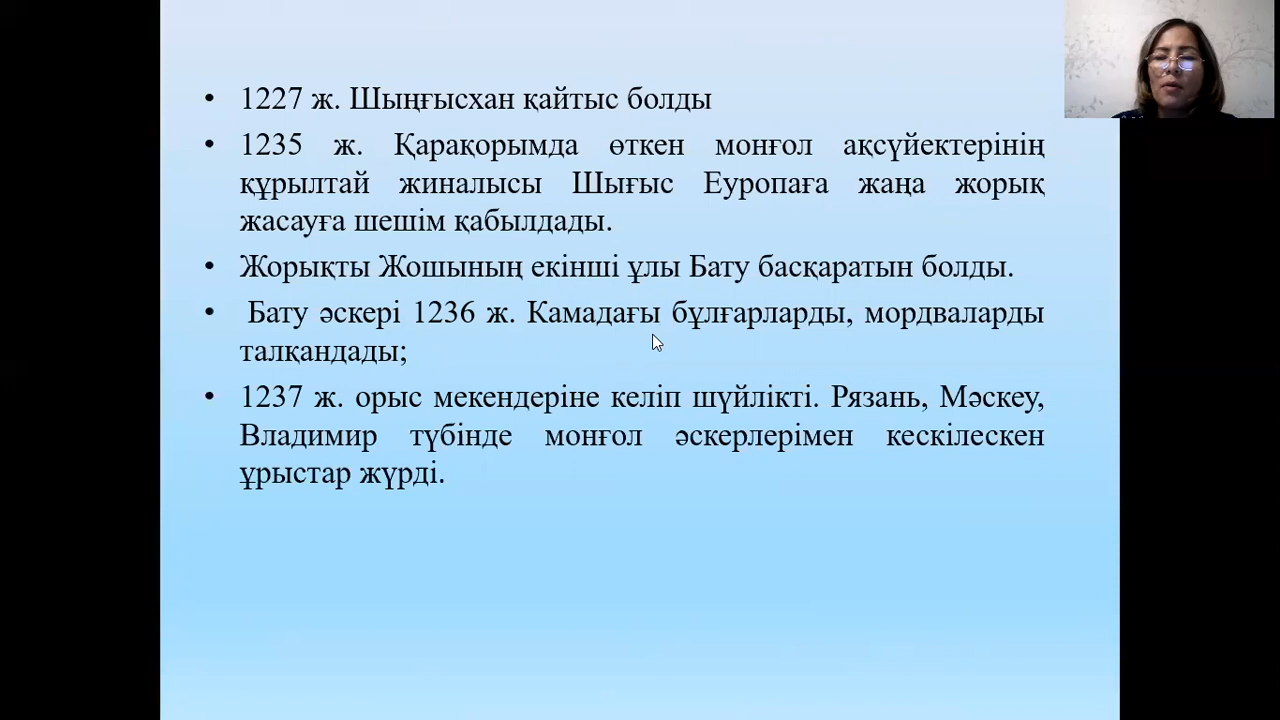 • 1227 ж. Шыңғысхан қайтыс болды
• 1235 ж. Қарақорымда өткен монғол ақсүйектерінің
құрылтай жиналысы Шығыс Еуропаға жаңа жорық
жасауға шешім қабылдады.
• Жорықты Жошының екінші ұлы Бату басқаратын болды.
• Бату әскері 1236 ж. Камадағы бұлғарларды, мордваларды
талқандады;
• 1237 ж. орыс мекендеріне келіп шүйлікті. Рязань, Мәскеу,
Владимир түбінде монғол әскерлерімен кескілескен
ұрыстар жүрді.